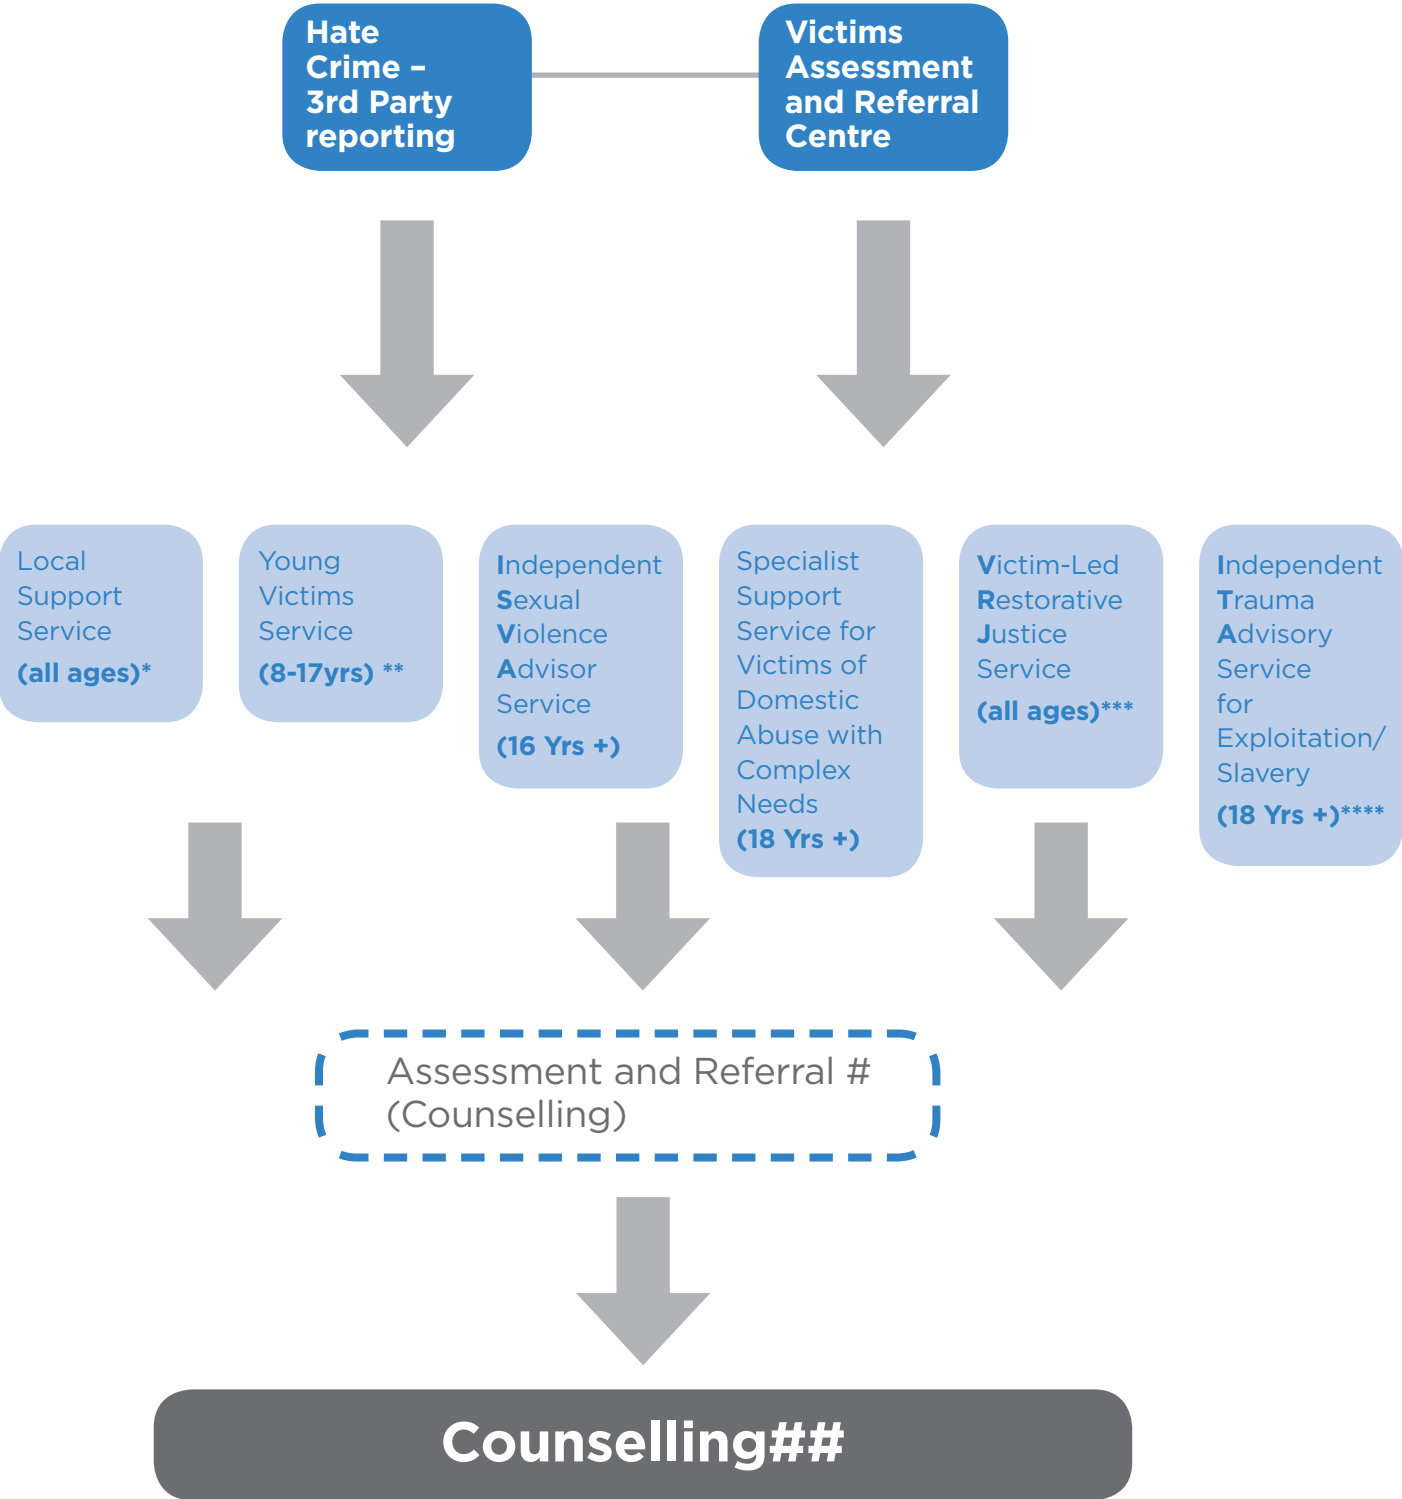 Hate
Crime –
3rd Party
reporting
Victims
Assessment
and Referral
Centre
Local
Support
Service
(all ages)*
Young
Victims
Service
(8-17yrs) **
Independent
Sexual
Violence
Advisor
Service
(16 Yrs +)
Specialist
Support
Service for
Victims of
Domestic
Abuse with
Complex
Needs
(18 Yrs +)
Victim-Led
Restorative
Justice
Service
(all ages)***
Independent
Trauma
Advisory
Service
for
Exploitation/
Slavery
(18 Yrs +)****
Assessment and Referral #
(Counselling)
Counselling##